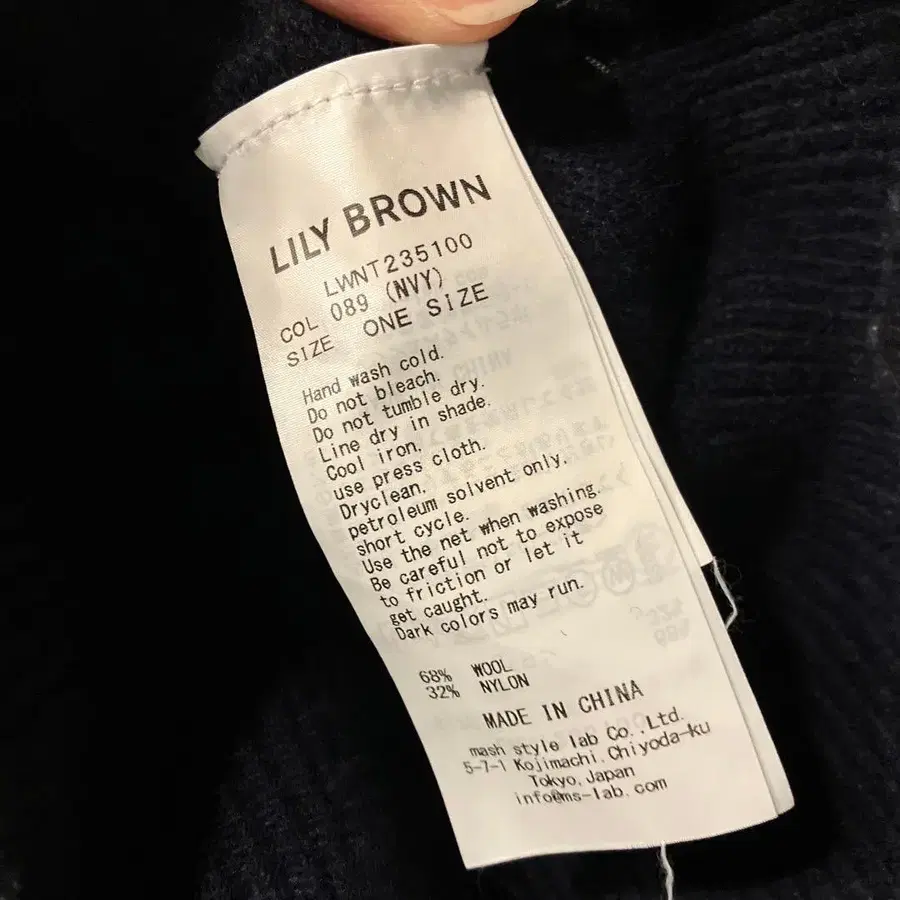 LILY BROWN
LWNT235100
COL 089 (NVY)
SIZE ONE SIZE
Hand wash cold.
Do not bleach.
Do not tumble dry.
Line dry in shade.
Cool iron,
use press cloth.
Dryclean,
petroleum solvent only,
short cycle.
Use the net when washing.
Be careful not to expose
to friction or let it
get caught.
Dark colors may run.
68% WOOL
32% NYLON
MADE IN CHINA
mash style lab Co.,Ltd.
5-7-1 Kojimachi,Chiyoda-ku
Tokyo,Japan
info@ms-lab.com